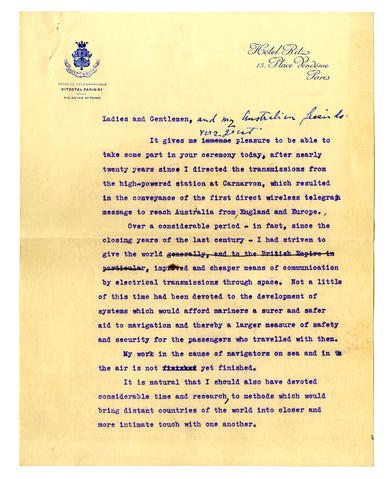 ADRESSE TÉLÉGRAPHIQUE
RITZOTEL-PARIS-91
R.C. SEINE Nº
Hôtel Ritz
15, Place Vendôme
Paris
Ladies and Gentlemen, and my Australian friends.
very great
It gives me immense pleasure to be able to
take some part in your ceremony today, after nearly
twenty years since I directed the transmissions from
the high-powered station at Carnarvon, which resulted
in the conveyance of the first direct wireless telegram
message to reach Australia from England and Europe.
Over a considerable period - in fact, since the
closing years of the last century - I had striven to
give the world generally, and to the British Empire in
particular, improved and cheaper means of communication
by electrical transmissions through space. Not a little
of this time had been devoted to the development of
systems which would afford mariners a surer and safer
aid to navigation and thereby a larger measure of safety
and security for the passengers who travelled with them.
My work in the cause of navigators on sea and in
the air is not finished yet finished.
It is natural that I should also have devoted
considerable time and research, to methods which would
bring distant countries of the world into closer and
more intimate touch with one another.